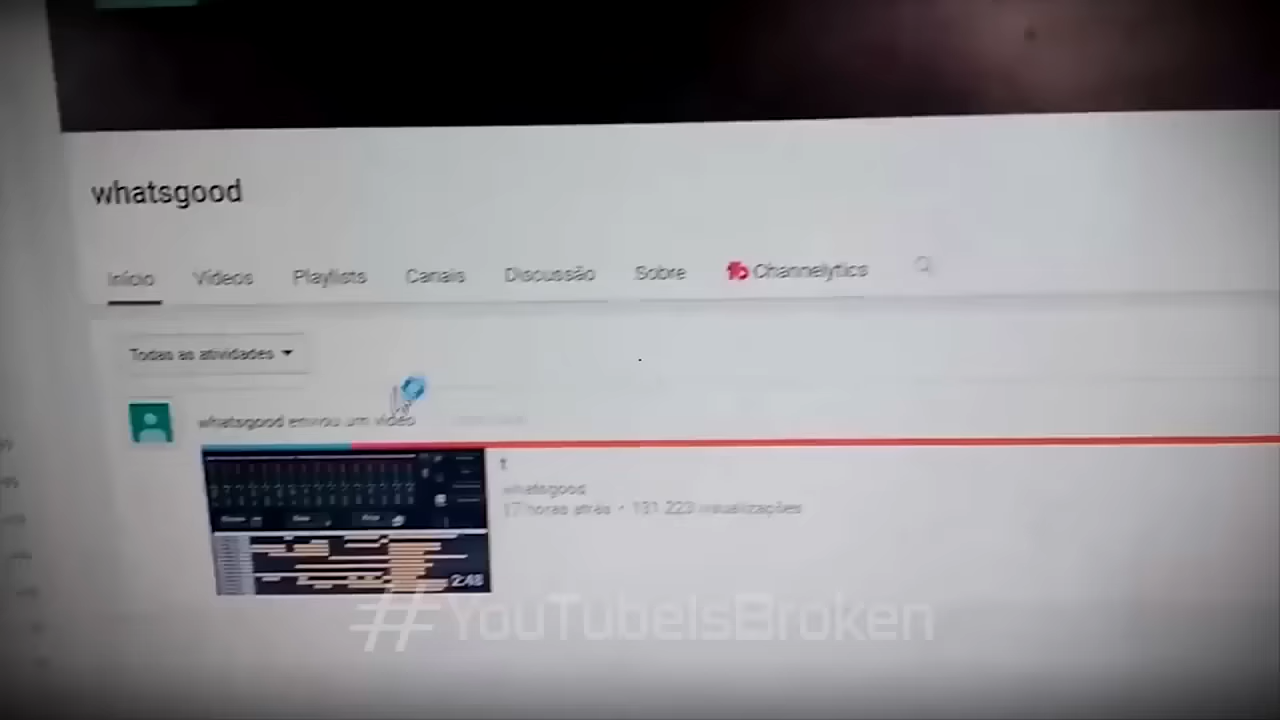 whatsgood
Início Vídeos Playlists Canais Discussão Sobre Channelytics
Todas as atividades
whatsgood enviou um vídeo
t
whatsgood
17 horas atrás • 131 223 visualizações
2:48
#YouTubeIsBroken